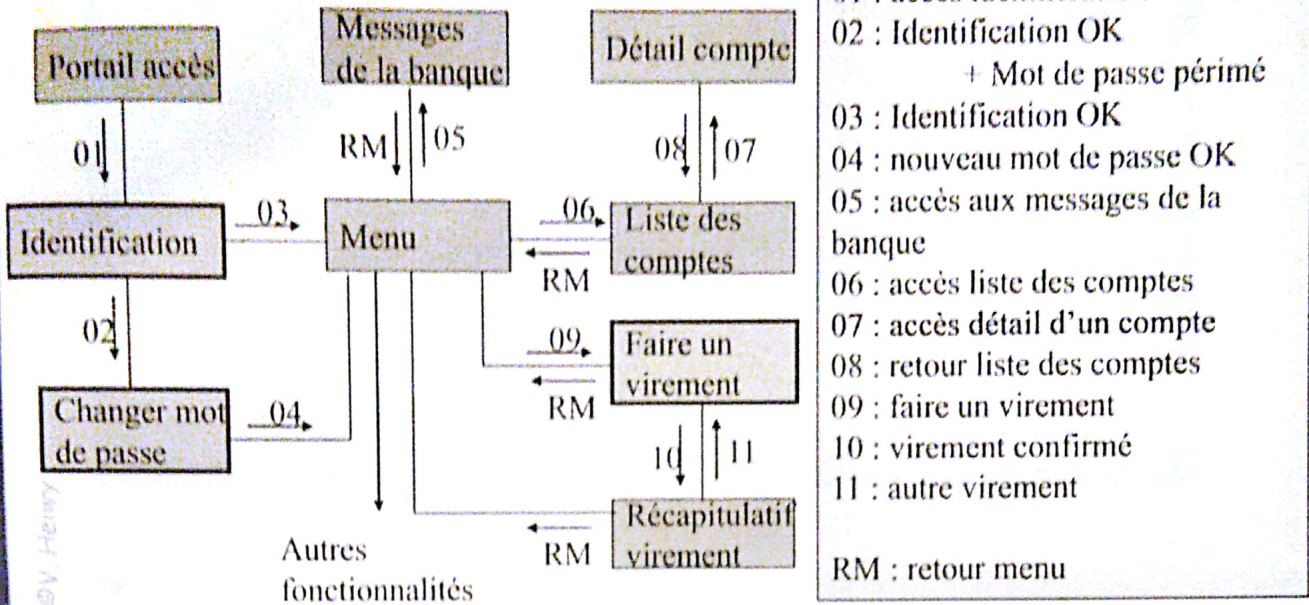 Portail accès
Messages
de la banque
Détail compte
01
RM
05
08
07
Identification
03
Menu
06
RM
Liste des
comptes
02
09
RM
Faire un
virement
Changer mot
de passe
04
10
11
Récapitulatif
virement
RM
Autres
fonctionnalités
02 : Identification OK
+ Mot de passe périmé
03 : Identification OK
04 : nouveau mot de passe OK
05 : accès aux messages de la
banque
06 : accès liste des comptes
07 : accès détail d'un compte
08 : retour liste des comptes
09 : faire un virement
10 : virement confirmé
11 : autre virement
RM : retour menu